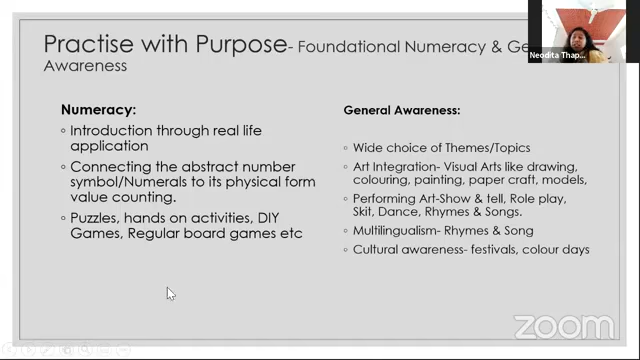 Practise with Purpose- Foundational Numeracy & Ge
Awareness
Neodita Thap...
Numeracy:
◦ Introduction through real life
application
◦ Connecting the abstract number
symbol/Numerals to its physical form
value counting.
◦ Puzzles, hands on activities, DIY
Games, Regular board games etc
General Awareness:
◦ Wide choice of Themes/Topics
◦ Art Integration- Visual Arts like drawing,
colouring, painting, paper craft, models,
◦ Performing Art-Show & tell, Role play,
Skit, Dance, Rhymes & Songs.
◦ Multilingualism- Rhymes & Song
◦ Cultural awareness- festivals, colour days
zoom